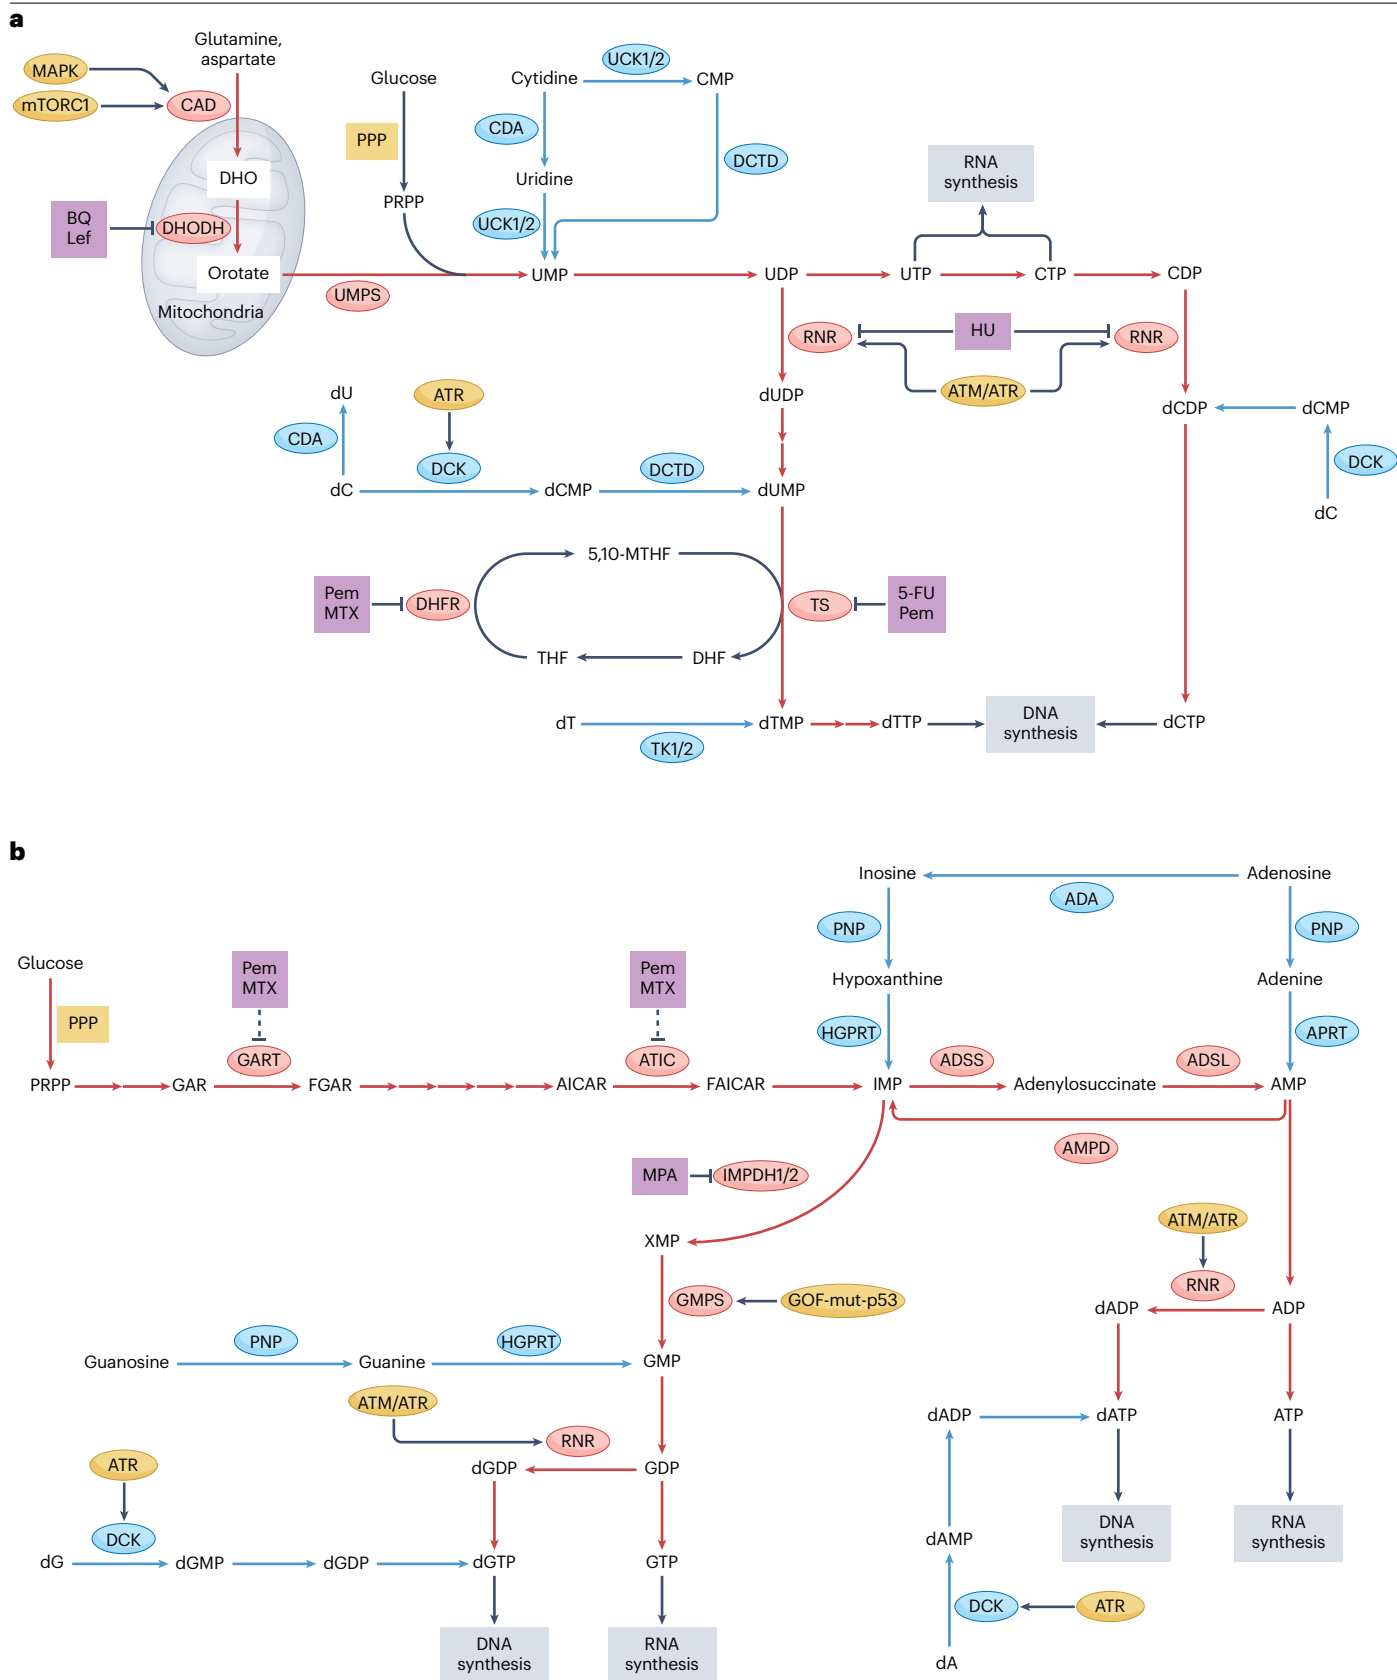 a
Glutamine,
aspartate
MAPK
mTORC1
CAD
DHO
BQ
Lef
DHODH
Orotate
Mitochondria
UMPS
Glucose
PPP
PRPP
Cytidine
UCK1/2
CMP
CDA
DCTD
Uridine
UCK1/2
UMP
UDP
UTP
CTP
CDP
RNA
synthesis
RNR
HU
RNR
ATM/ATR
dU
ATR
dUDP
dCDP
dCMP
CDA
DCK
DCTD
DCK
dC
dCMP
dUMP
dC
5,10-MTHF
Pem
MTX
DHFR
TS
5-FU
Pem
THF
DHF
dT
TK1/2
dTMP
dTTP
DNA
synthesis
dCTP
b
Inosine
ADA
Adenosine
PNP
PNP
Glucose
Pem
MTX
Pem
MTX
Hypoxanthine
Adenine
PPP
HGPRT
APRT
GART
ATIC
ADSS
ADSL
PRPP
GAR
FGAR
AICAR
FAICAR
IMP
Adenylosuccinate
AMP
AMPD
MPA
IMPDH1/2
XMP
ATM/ATR
RNR
GMPS
GOF-mut-p53
dADP
ADP
PNP
HGPRT
Guanosine
Guanine
GMP
ATM/ATR
RNR
dADP
dATP
ATP
ATR
dGDP
GDP
DCK
DNA
synthesis
RNA
synthesis
dAMP
dG
dGMP
dGDP
dGTP
GTP
DCK
ATR
DNA
synthesis
RNA
synthesis
dA